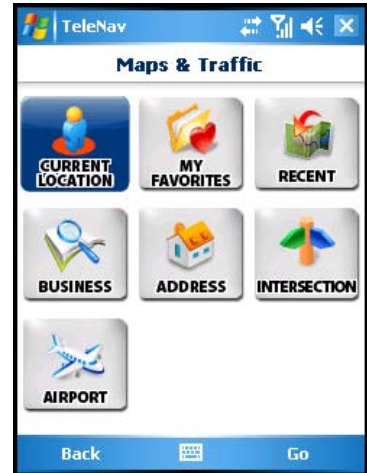 TeleNav
Maps & Traffic
CURRENT
LOCATION
MY
FAVORITES
RECENT
BUSINESS
ADDRESS
INTERSECTION
AIRPORT
Back
Go